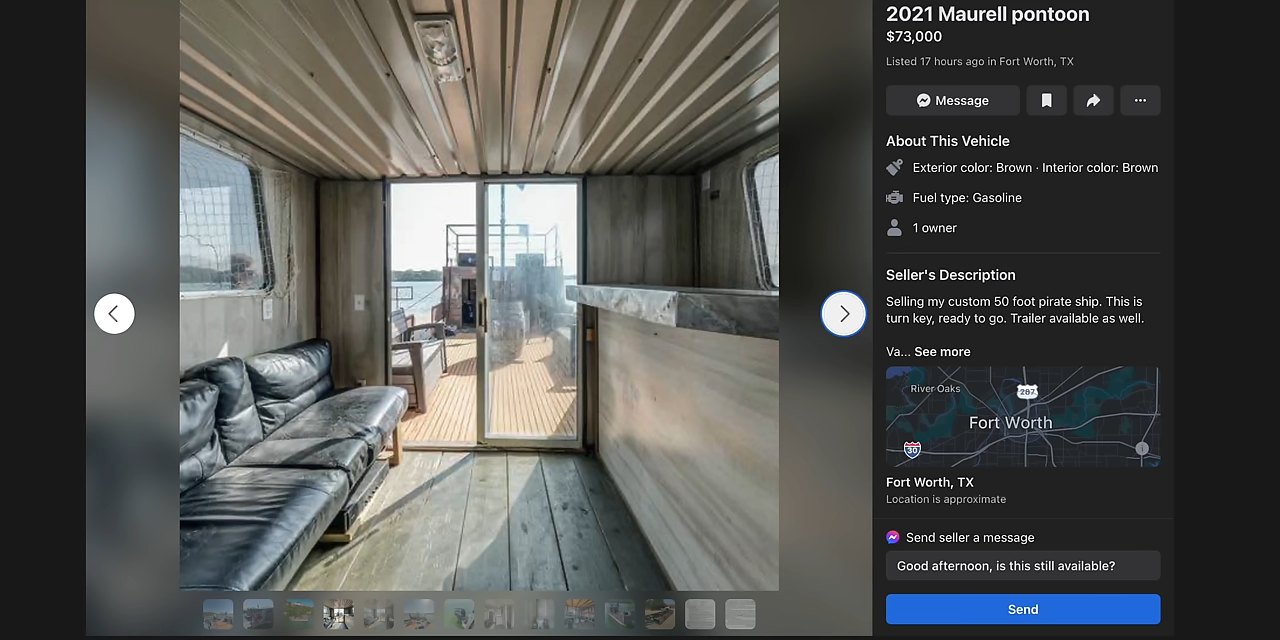 2021 Maurell pontoon
$73,000
Listed 17 hours ago in Fort Worth, TX
Message
About This Vehicle
Exterior color: Brown · Interior color: Brown
Fuel type: Gasoline
1 owner
Seller's Description
Selling my custom 50 foot pirate ship. This is
turn key, ready to go. Trailer available as well.
Va... See more
River Oaks
287
Fort Worth
30
Fort Worth, TX
Location is approximate
Send seller a message
Good afternoon, is this still available?
Send